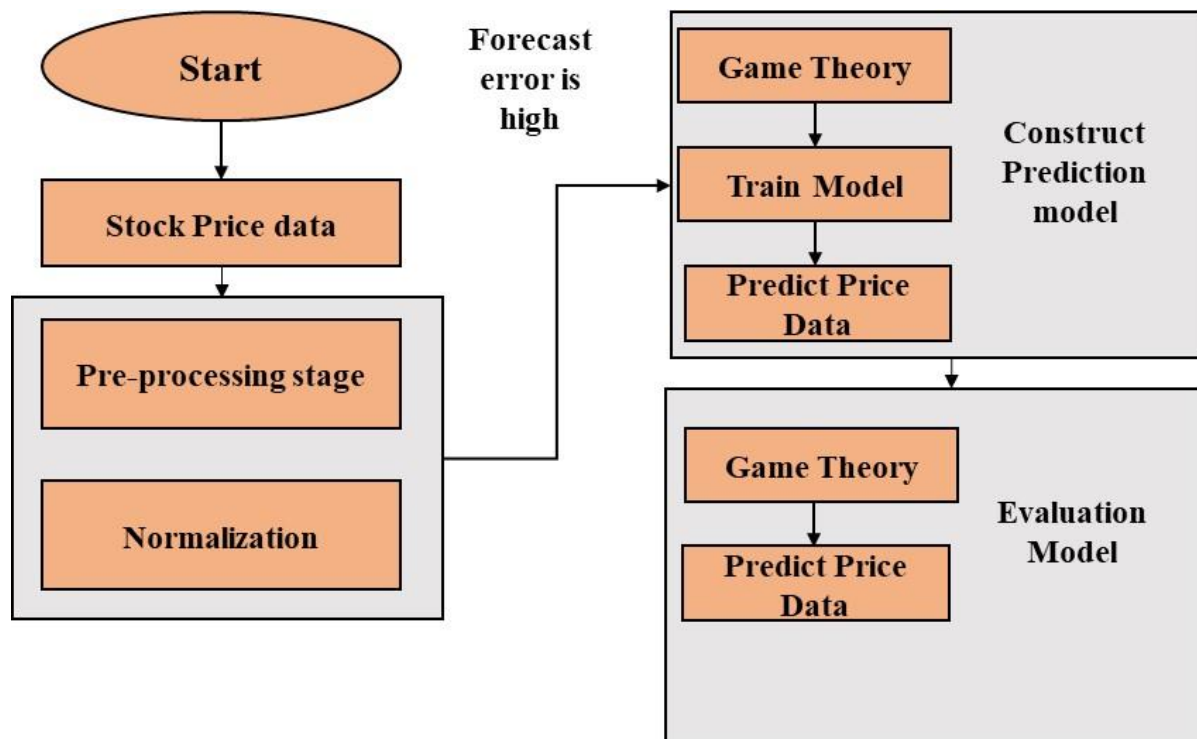 Start
Stock Price data
Pre-processing stage
Normalization
Forecast
error is
high
Game Theory
Train Model
Predict Price
Data
Construct
Prediction
model
Game Theory
Predict Price
Data
Evaluation
Model